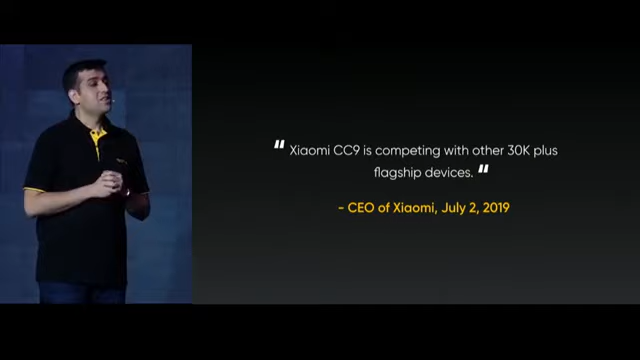 " Xiaomi CC9 is competing with other 30K plus
flagship devices. "
- CEO of Xiaomi, July 2, 2019